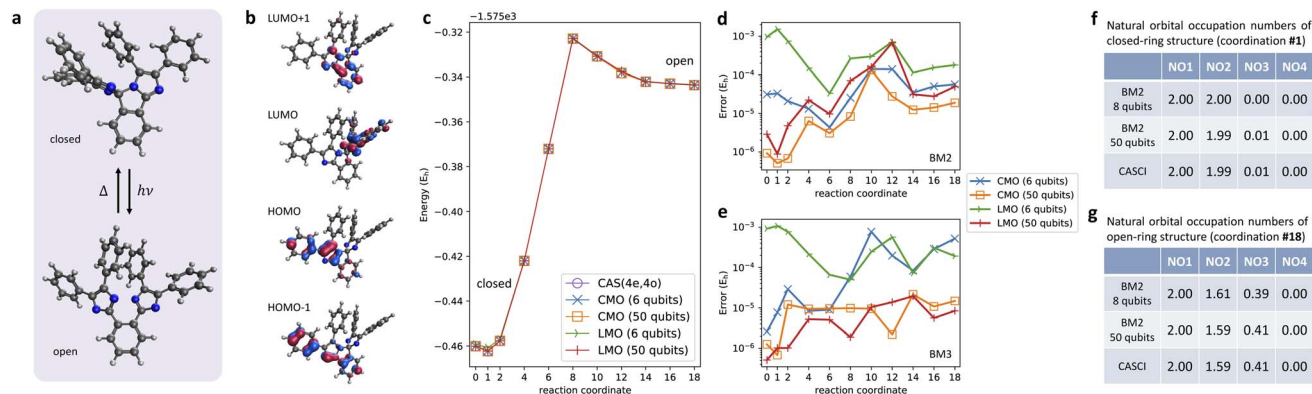 a
closed
Δ
hν
open
b
LUMO+1
LUMO
HOMO
HOMO-1
c
−1.575e3
−0.32
−0.34
−0.36
−0.38
−0.40
−0.42
−0.44
−0.46
Energy (Eₕ)
open
closed
CAS(4e,4o)
CMO (6 qubits)
CMO (50 qubits)
LMO (6 qubits)
LMO (50 qubits)
0 1 2 4 6 8 10 12 14 16 18
reaction coordinate
d
10⁻³
10⁻⁴
10⁻⁵
10⁻⁶
Error (Eₕ)
BM2
0 1 2 4 6 8 10 12 14 16 18
reaction coordinate
CMO (6 qubits)
CMO (50 qubits)
LMO (6 qubits)
LMO (50 qubits)
e
10⁻³
10⁻⁴
10⁻⁵
10⁻⁶
Error (Eₕ)
BM3
0 1 2 4 6 8 10 12 14 16 18
reaction coordinate
f
Natural orbital occupation numbers of
closed-ring structure (coordination #1)
NO1 NO2 NO3 NO4
BM2
8 qubits 2.00 2.00 0.00 0.00
BM2
50 qubits 2.00 1.99 0.01 0.00
CASCI 2.00 1.99 0.01 0.00
g
Natural orbital occupation numbers of
open-ring structure (coordination #18)
NO1 NO2 NO3 NO4
BM2
8 qubits 2.00 1.61 0.39 0.00
BM2
50 qubits 2.00 1.59 0.41 0.00
CASCI 2.00 1.59 0.41 0.00